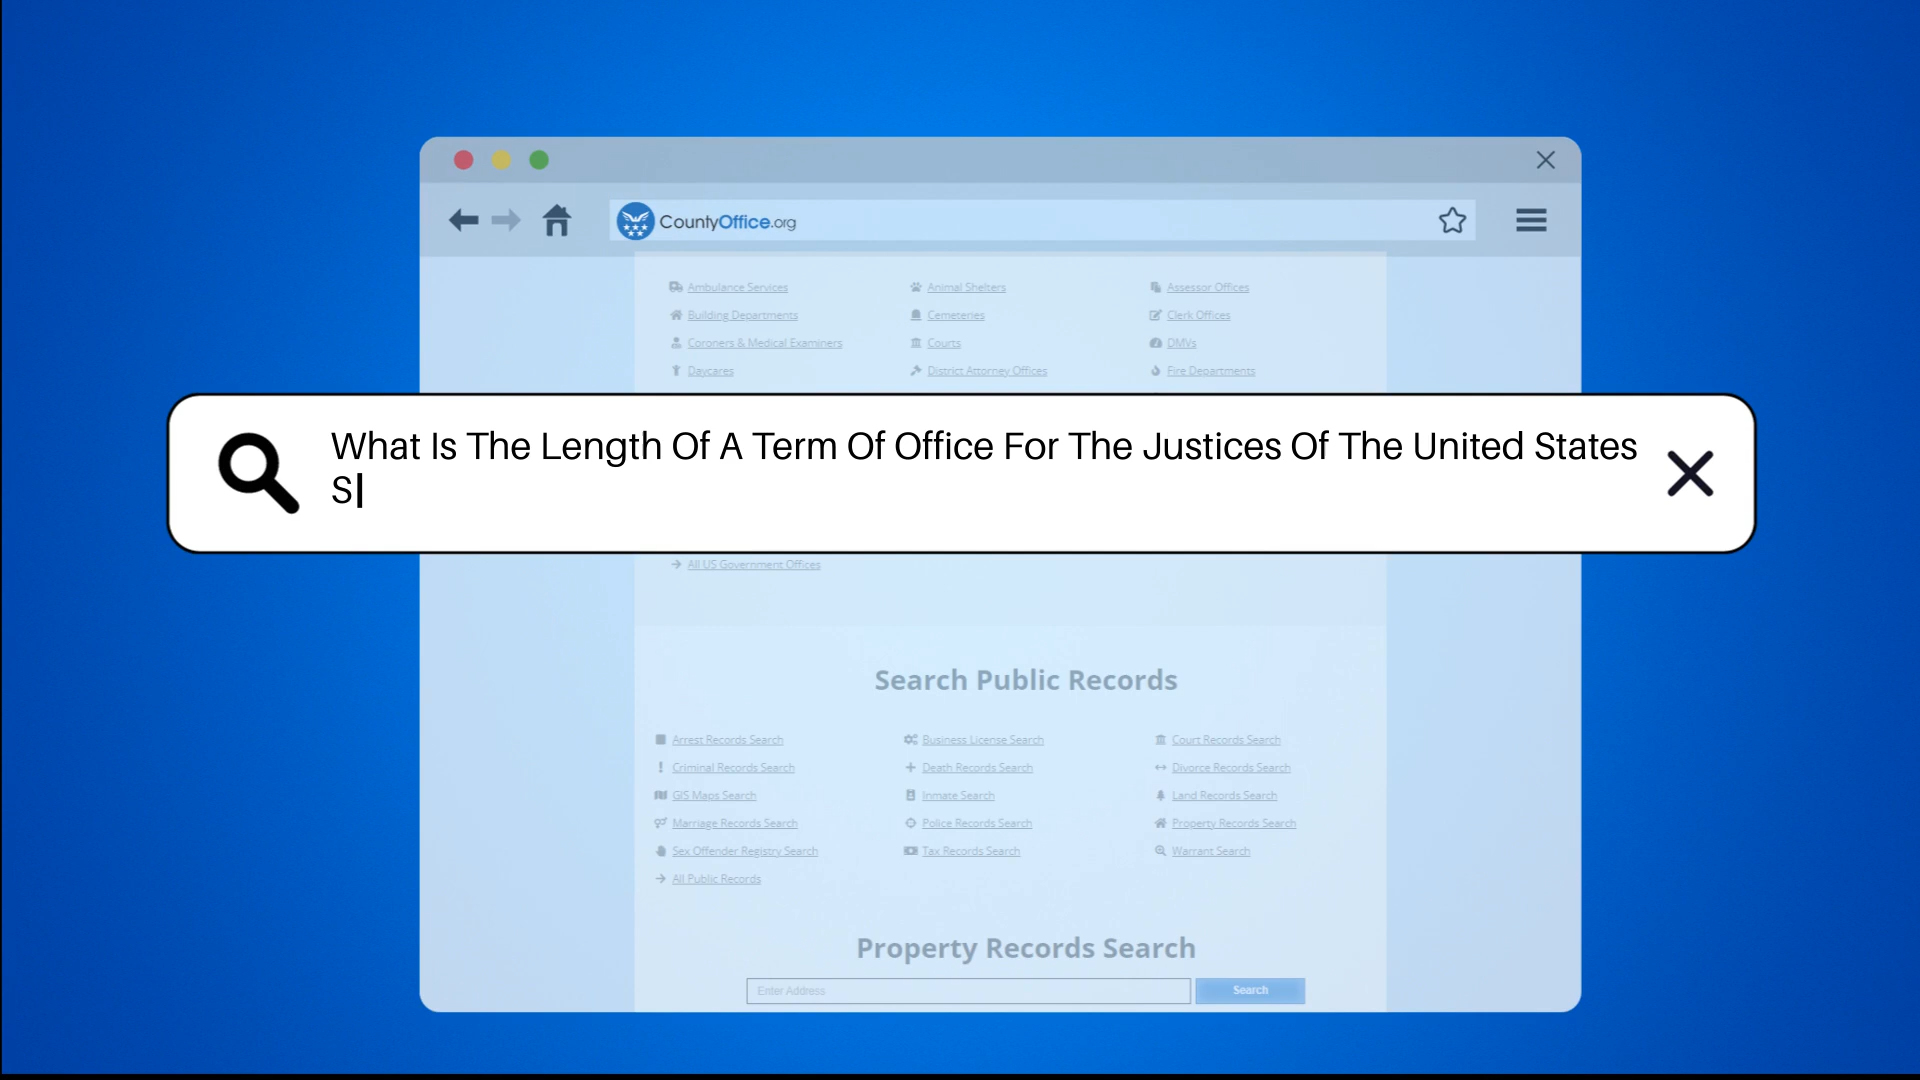 CountyOffice.org
Ambulance Services Animal Shelters Assessor Offices
Building Departments Cemeteries Clerk Offices
Coroners & Medical Examiners Courts DMVs
Daycares District Attorney Offices Fire Departments
What Is The Length Of A Term Of Office For The Justices Of The United States
S
All US Government Offices
Search Public Records
Arrest Records Search Business License Search Court Records Search
Criminal Records Search Death Records Search Divorce Records Search
GIS Maps Search Inmate Search Land Records Search
Marriage Records Search Police Records Search Property Records Search
Sex Offender Registry Search Tax Records Search Warrant Search
All Public Records
Property Records Search
Enter Address Search